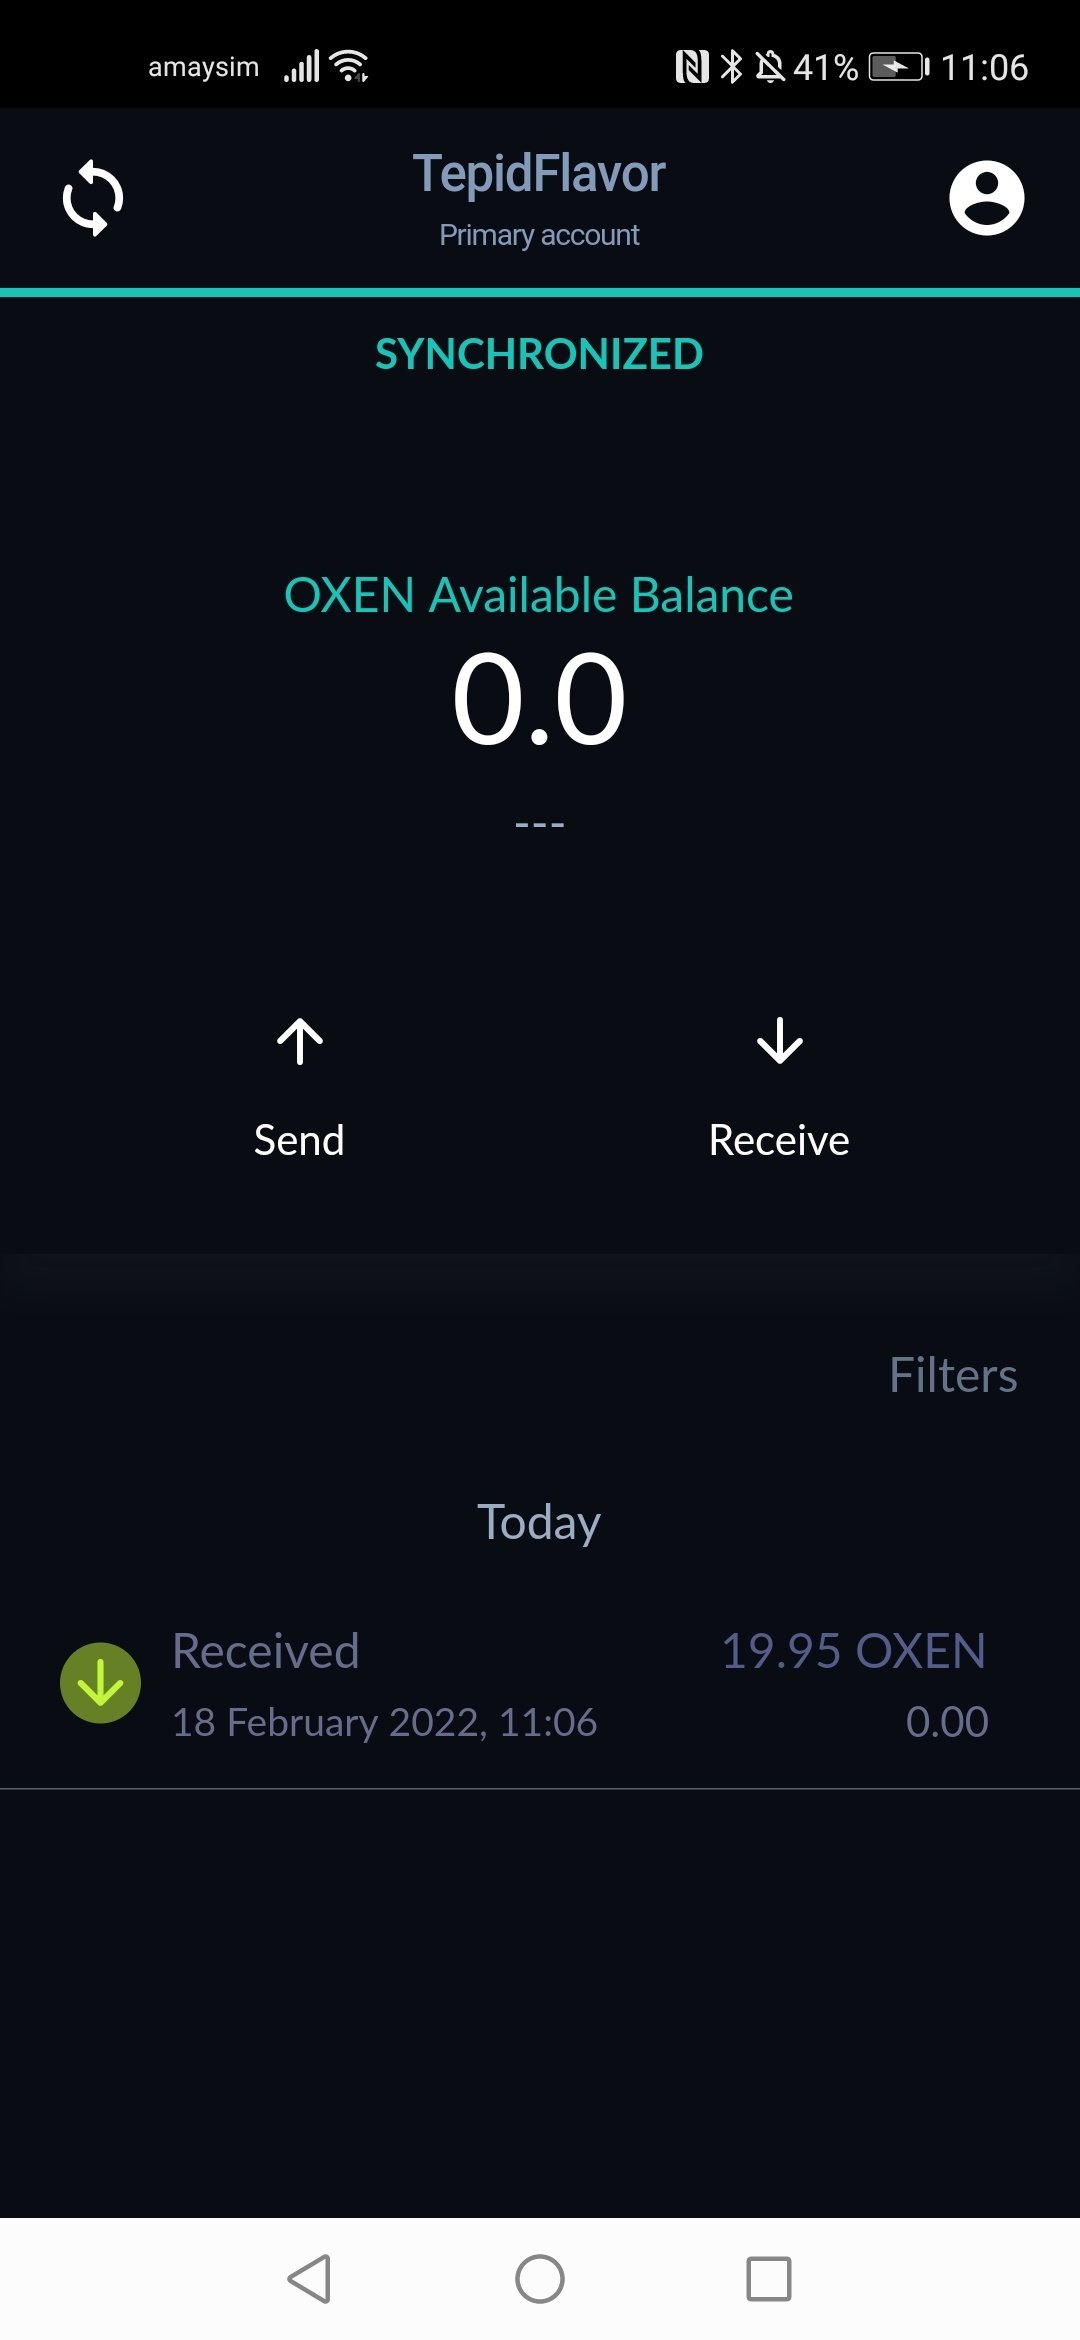 amaysim 41% 11:06
TepidFlavor
Primary account
SYNCHRONIZED
OXEN Available Balance
0.0
---
Send Receive
Filters
Today
Received 19.95 OXEN
18 February 2022, 11:06 0.00